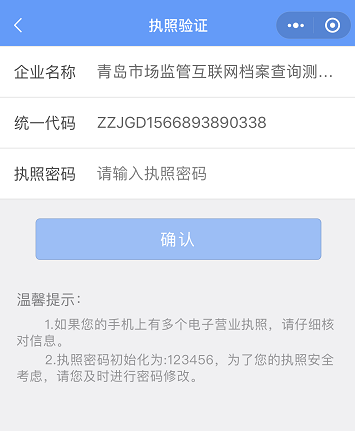 执照验证
企业名称 青岛市场监管互联网档案查询测...
统一代码 ZZJGD1566893890338
执照密码 请输入执照密码
确认
温馨提示：
1.如果您的手机上有多个电子营业执照，请仔细核
对信息。
2.执照密码初始化为:123456，为了您的执照安全
考虑，请您及时进行密码修改。